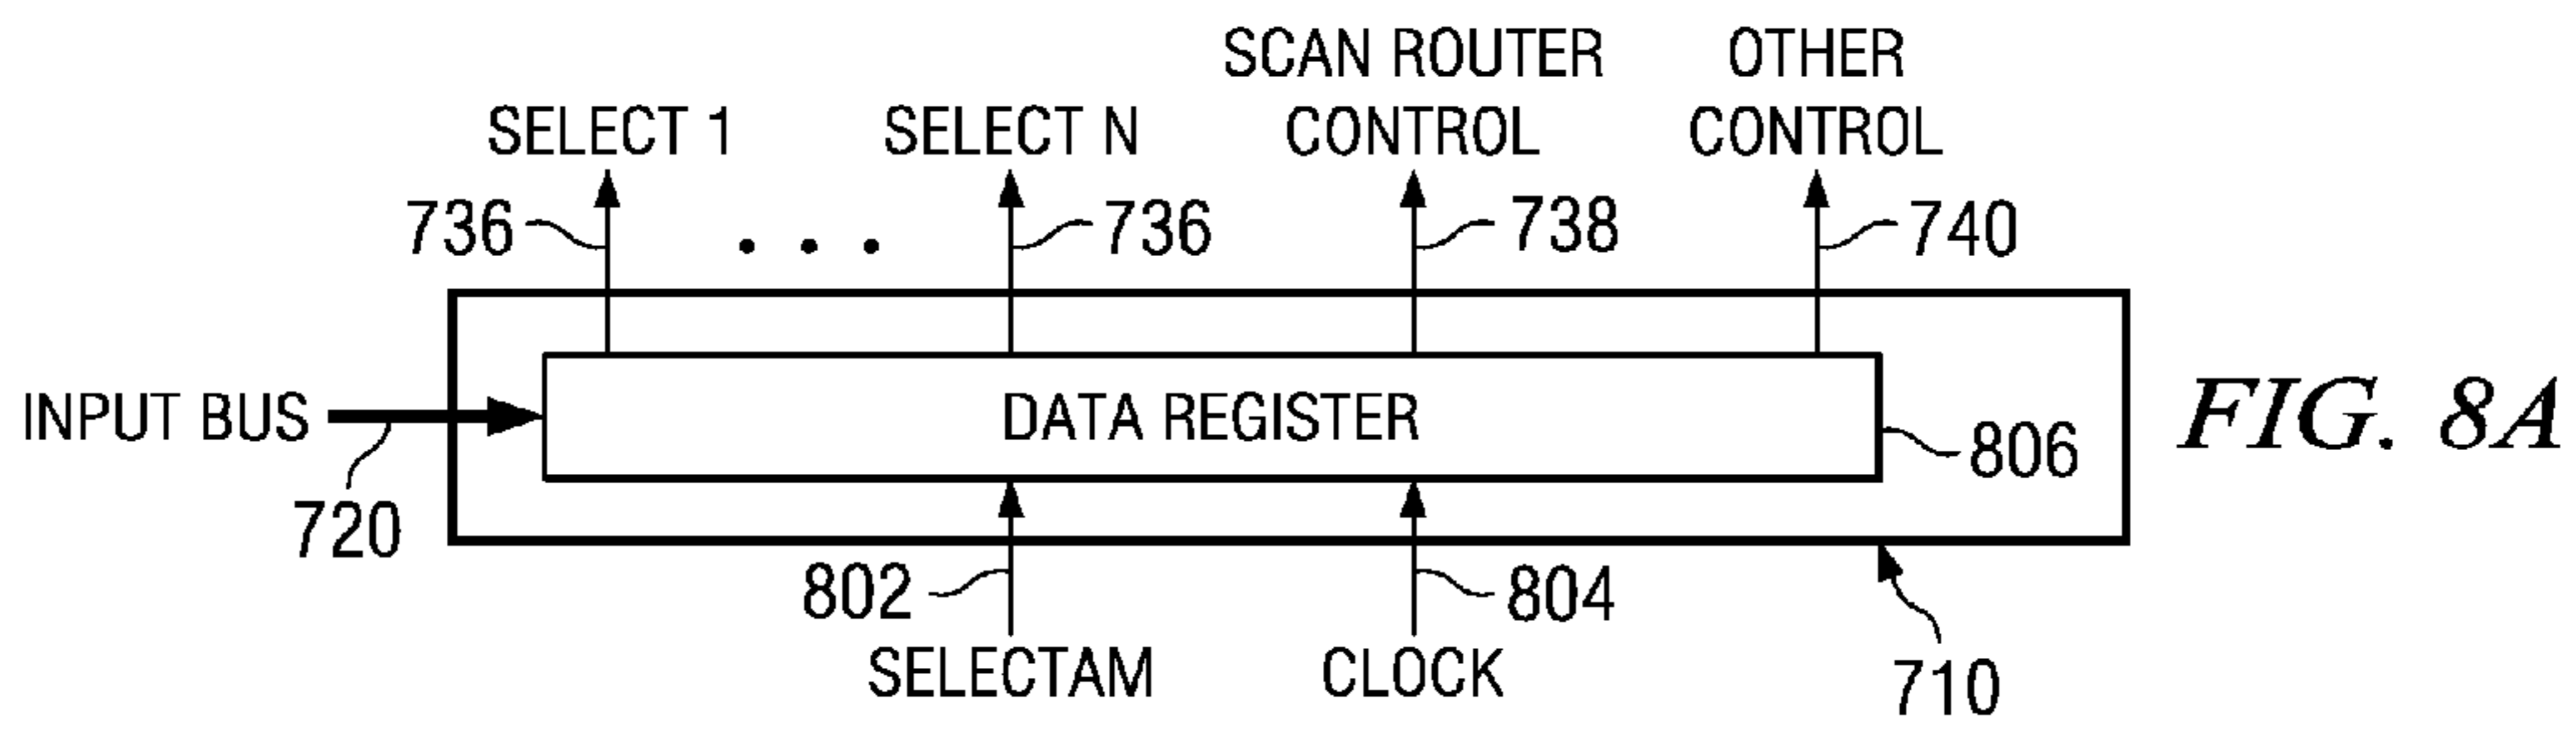 SCAN ROUTER OTHER
SELECT 1 SELECT N CONTROL CONTROL
736 . . . 736 738 740
INPUT BUS DATA REGISTER 806 FIG. 8A
720
802 804
SELECTAM CLOCK 710